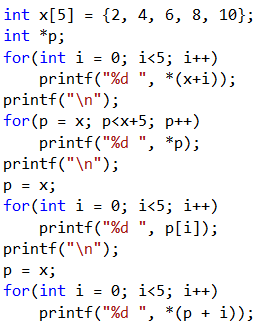 int x[5] = {2, 4, 6, 8, 10};
int *p;
for(int i = 0; i<5; i++)
    printf("%d ", *(x+i));
printf("\n");
for(p = x; p<x+5; p++)
    printf("%d ", *p);
printf("\n");
p = x;
for(int i = 0; i<5; i++)
    printf("%d ", p[i]);
printf("\n");
p = x;
for(int i = 0; i<5; i++)
    printf("%d ", *(p + i));